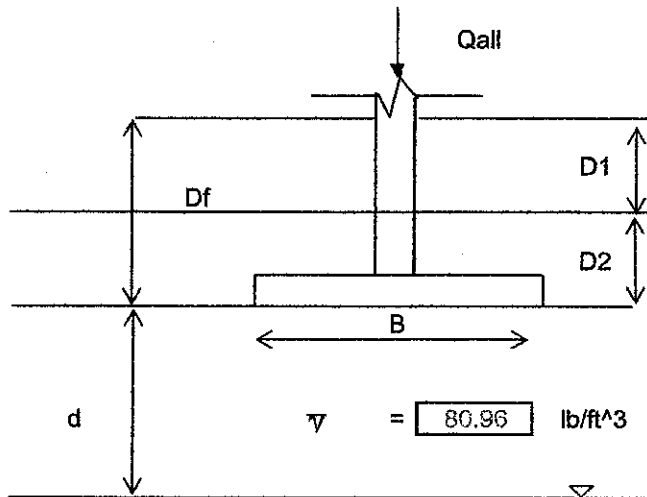 Qall
D1
Df
D2
B
d
γ̅ = 80.96 lb/ft^3